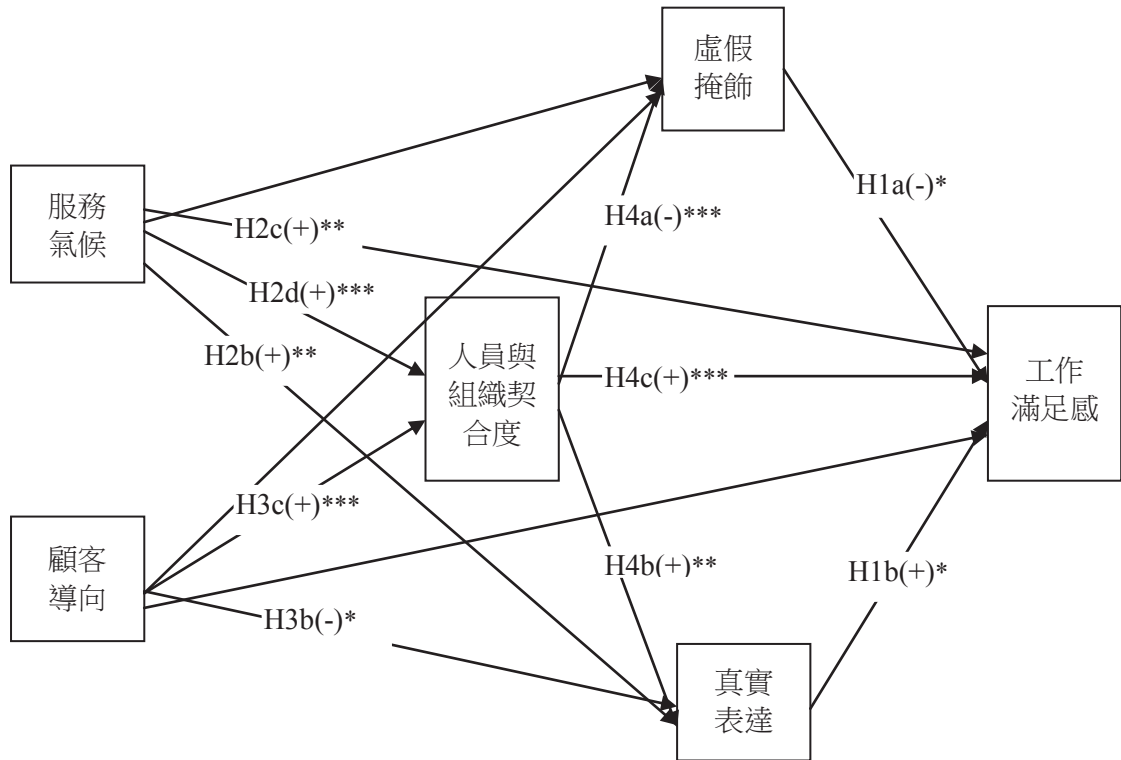 虛假
掩飾
H1a(-)*
服務
氣候
H2c(+)**
H4a(-)***
H2d(+)***
H2b(+)**
人員與
組織契
合度
H4c(+)***
工作
滿足感
H3c(+)***
顧客
導向
H4b(+)**
H1b(+)*
H3b(-)*
真實
表達